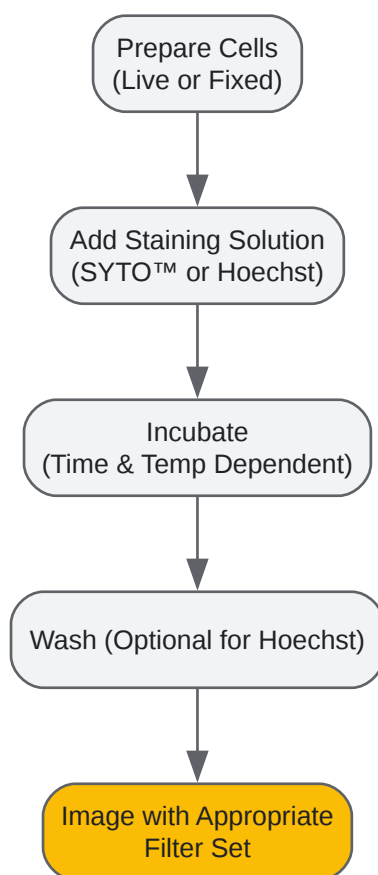 Prepare Cells
(Live or Fixed)
Add Staining Solution
(SYTO™ or Hoechst)
Incubate
(Time & Temp Dependent)
Wash (Optional for Hoechst)
Image with Appropriate
Filter Set